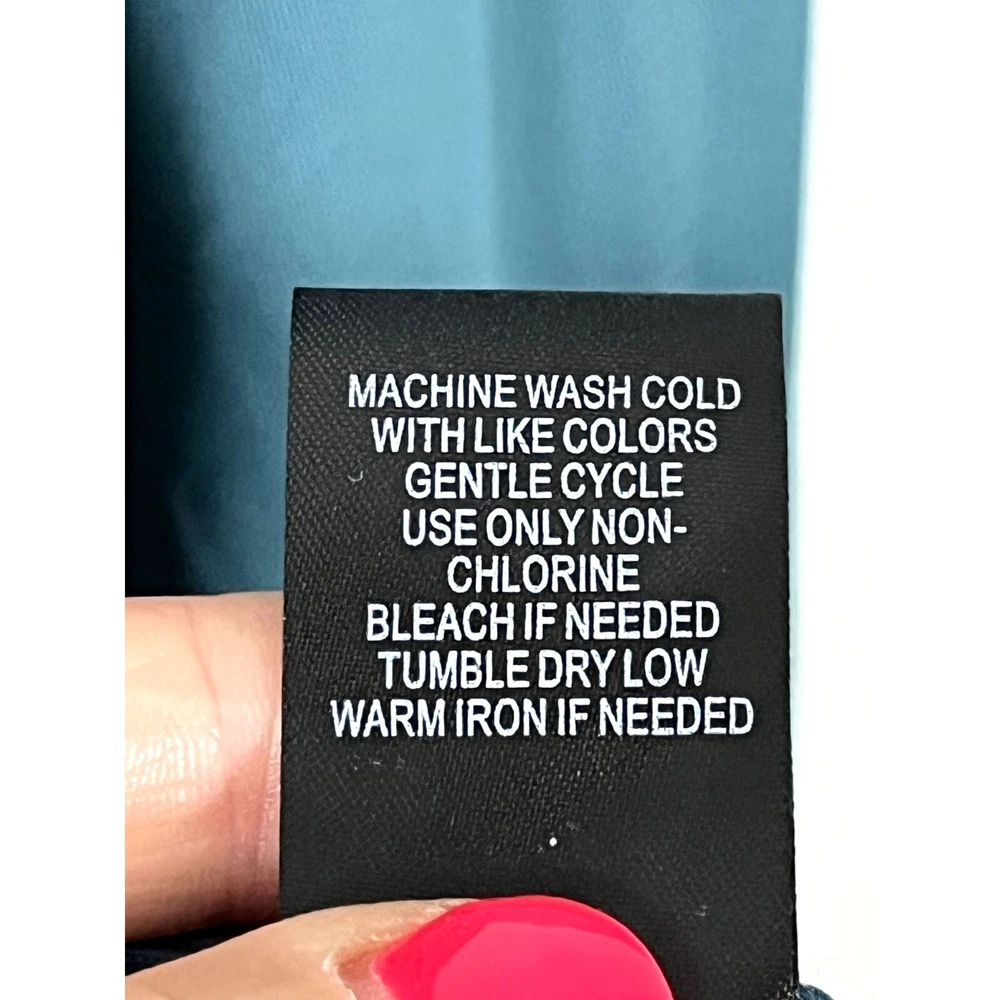 MACHINE WASH COLD
WITH LIKE COLORS
GENTLE CYCLE
USE ONLY NON-
CHLORINE
BLEACH IF NEEDED
TUMBLE DRY LOW
WARM IRON IF NEEDED